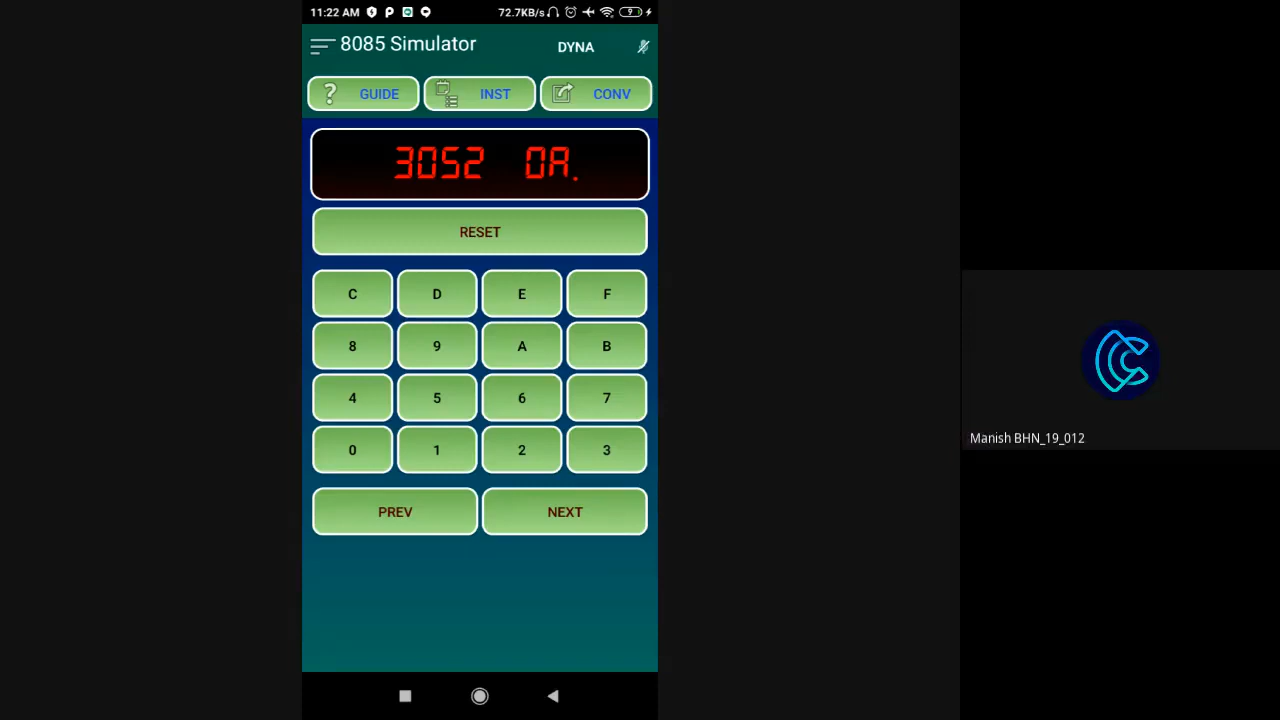 11:22 AM 72.7KB/s 9
8085 Simulator DYNA
? GUIDE INST CONV
3052 0A.
RESET
C D E F
8 9 A B
4 5 6 7
0 1 2 3
PREV NEXT
Manish BHN_19_012